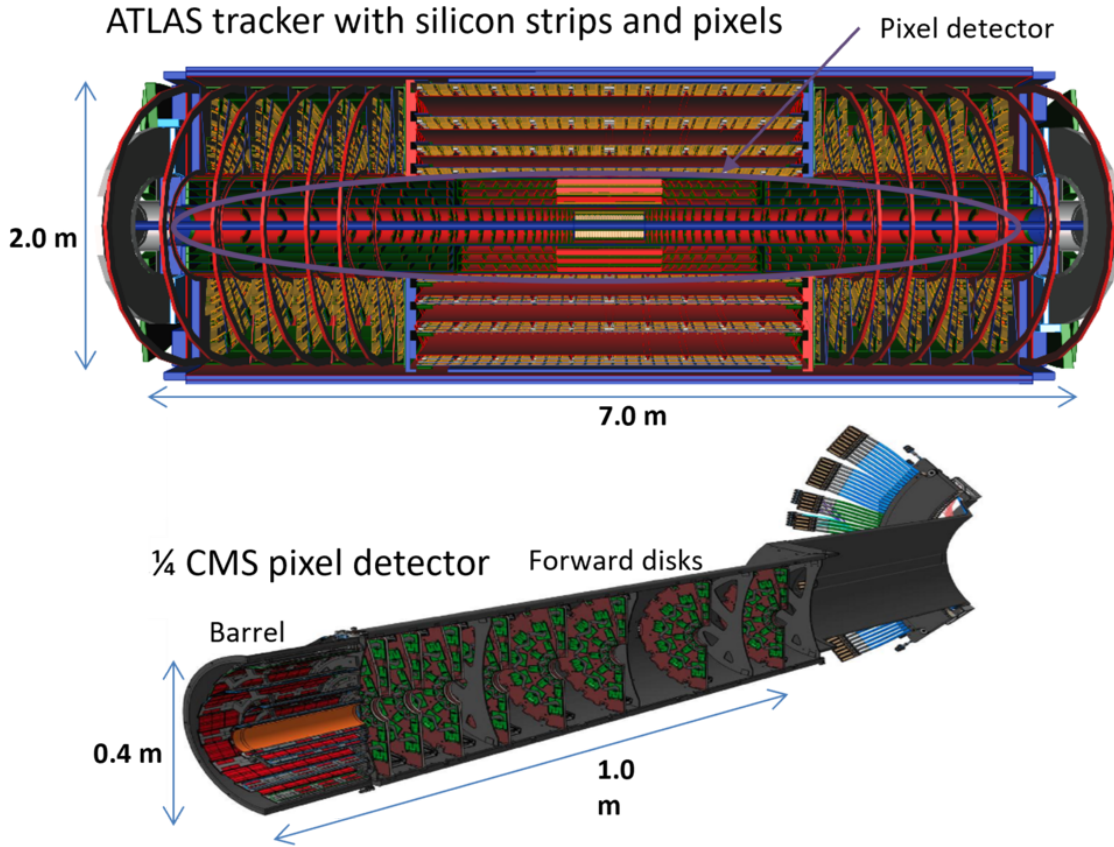 ATLAS tracker with silicon strips and pixels
Pixel detector
2.0 m
7.0 m
¼ CMS pixel detector
Forward disks
Barrel
0.4 m
1.0
m